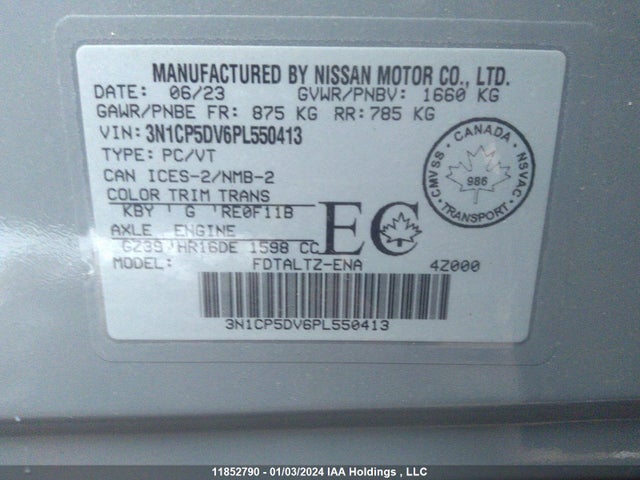 MANUFACTURED BY NISSAN MOTOR CO., LTD.
DATE: 06/23 GVWR/PNBV: 1660 KG
GAWR/PNBE FR: 875 KG RR:785 KG
VIN: 3N1CP5DV6PL550413
TYPE: PC/VT
CAN ICES-2/NMB-2
COLOR TRIM TRANS
KBY G RE0F11B
AXLE ENGINE
GZ39/HR16DE 1598 CC
EC
MODEL: FDTALTZ-ENA 4Z000
3N1CP5DV6PL550413
CANADA
CMVSS NSVAC
986
TRANSPORT
11852790 - 01/03/2024 IAA Holdings , LLC